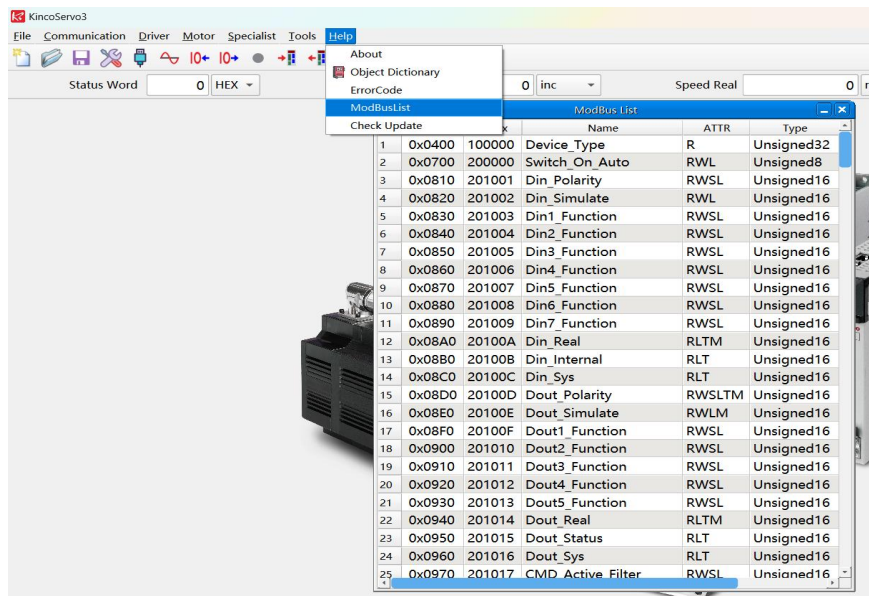 KincoServo3
File Communication Driver Motor Specialist Tools Help
About
Object Dictionary
ErrorCode
ModBusList
Check Update
Status Word 0 HEX 0 inc Speed Real 0
ModBus List
Name ATTR Type
1 0x0400 100000 Device_Type R Unsigned32
2 0x0700 200000 Switch_On_Auto RWL Unsigned8
3 0x0810 201001 Din_Polarity RWSL Unsigned16
4 0x0820 201002 Din_Simulate RWL Unsigned16
5 0x0830 201003 Din1_Function RWSL Unsigned16
6 0x0840 201004 Din2_Function RWSL Unsigned16
7 0x0850 201005 Din3_Function RWSL Unsigned16
8 0x0860 201006 Din4_Function RWSL Unsigned16
9 0x0870 201007 Din5_Function RWSL Unsigned16
10 0x0880 201008 Din6_Function RWSL Unsigned16
11 0x0890 201009 Din7_Function RWSL Unsigned16
12 0x08A0 20100A Din_Real RLTM Unsigned16
13 0x08B0 20100B Din_Internal RLT Unsigned16
14 0x08C0 20100C Din_Sys RLT Unsigned16
15 0x08D0 20100D Dout_Polarity RWSLTM Unsigned16
16 0x08E0 20100E Dout_Simulate RWLM Unsigned16
17 0x08F0 20100F Dout1_Function RWSL Unsigned16
18 0x0900 201010 Dout2_Function RWSL Unsigned16
19 0x0910 201011 Dout3_Function RWSL Unsigned16
20 0x0920 201012 Dout4_Function RWSL Unsigned16
21 0x0930 201013 Dout5_Function RWSL Unsigned16
22 0x0940 201014 Dout_Real RLTM Unsigned16
23 0x0950 201015 Dout_Status RLT Unsigned16
24 0x0960 201016 Dout_Sys RLT Unsigned16
25 0x0970 201017 CMD_Active_Filter RWSL Unsigned16